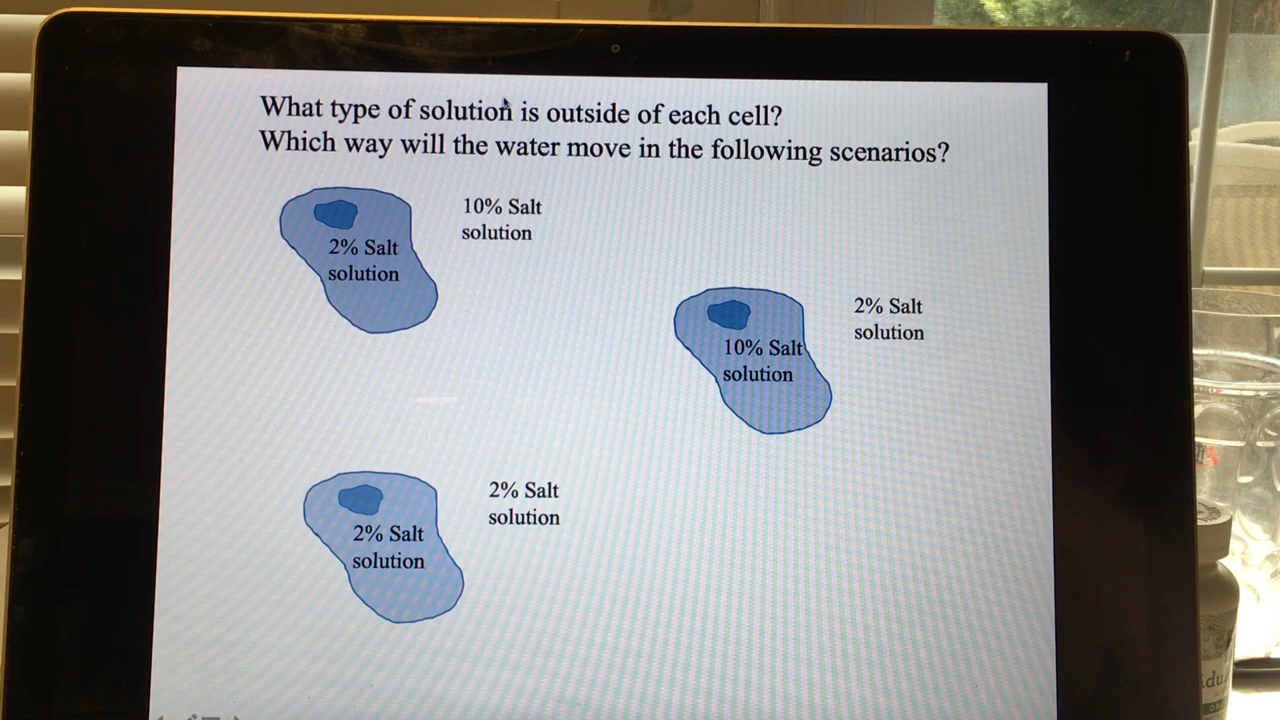 What type of solution is outside of each cell?
Which way will the water move in the following scenarios?
10% Salt
solution
2% Salt
solution
2% Salt
solution
10% Salt
solution
2% Salt
solution
2% Salt
solution